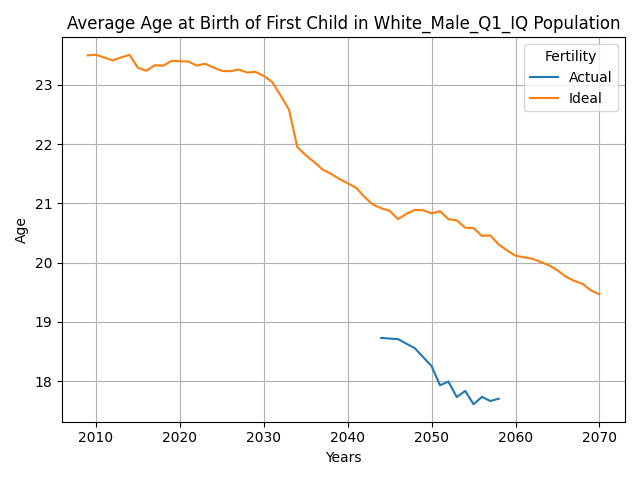 Average Age at Birth of First Child in White_Male_Q1_IQ Population
Fertility
Actual
Ideal
Age
23
22
21
20
19
18
2010 2020 2030 2040 2050 2060 2070
Years